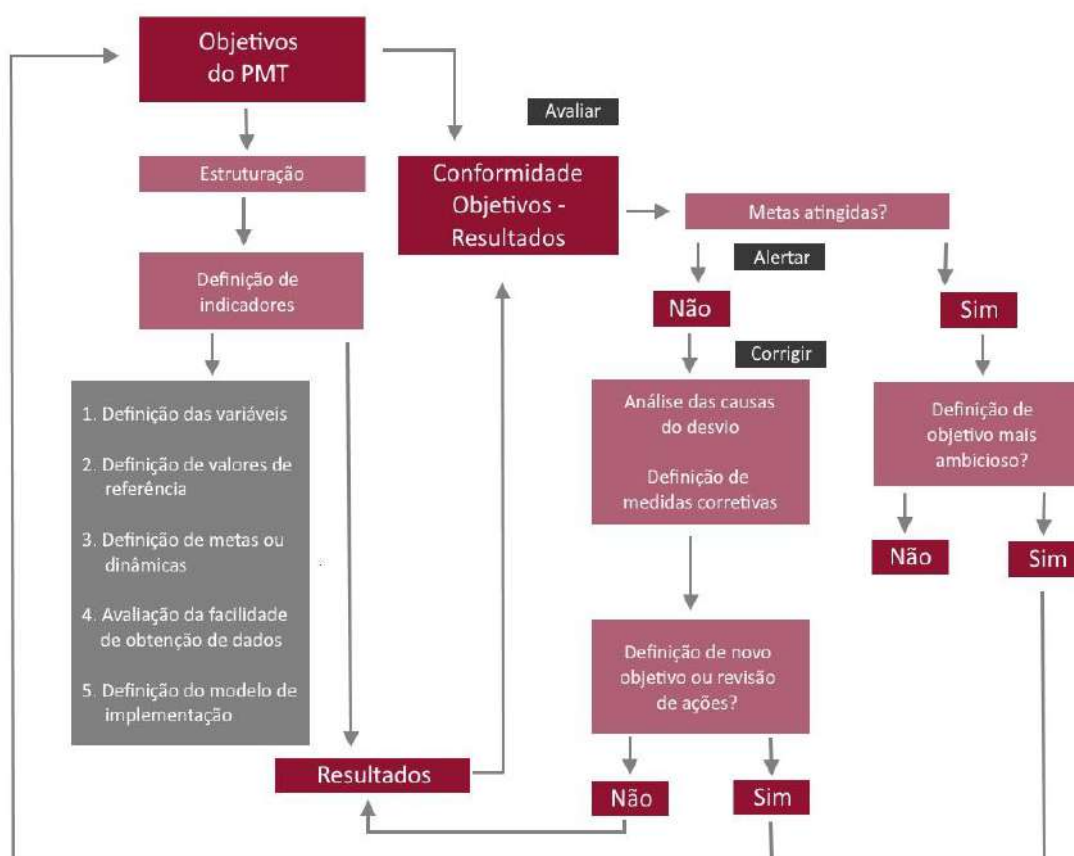 Objetivos
do PMT
Avaliar
Estruturação
Conformidade
Objetivos -
Resultados
Metas atingidas?
Definição de
indicadores
Alertar
Não
Sim
Corrigir
1. Definição das variáveis
2. Definição de valores de
referência
3. Definição de metas ou
dinâmicas
4. Avaliação da facilidade
de obtenção de dados
5. Definição do modelo de
implementação
Análise das causas
do desvio
Definição de
medidas corretivas
Definição de
objetivo mais
ambicioso?
Não
Sim
Definição de novo
objetivo ou revisão
de ações?
Resultados
Não
Sim